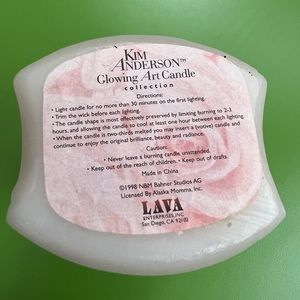 KIM
ANDERSON™
Glowing Art Candle
collection
Directions:
• Light candle for no more than 30 minutes on the first lighting.
• Trim the wick before each lighting.
• The candle shape is most effectively preserved by limiting burning to 2-3
hours, and allowing the candle to cool at least one hour between each lighting.
• When the candle is two-thirds melted you may insert a (votive) candle and
continue to enjoy the original brilliance, beauty and radiance.
Caution:
• Never leave a burning candle unattended.
• Keep out of the reach of children. • Keep out of drafts.
Made in China
©1998 NBM Bahner Studios AG
Licensed By Alaska Momma, Inc.
LAVA
ENTERPRISES, INC
San Diego, CA 92102